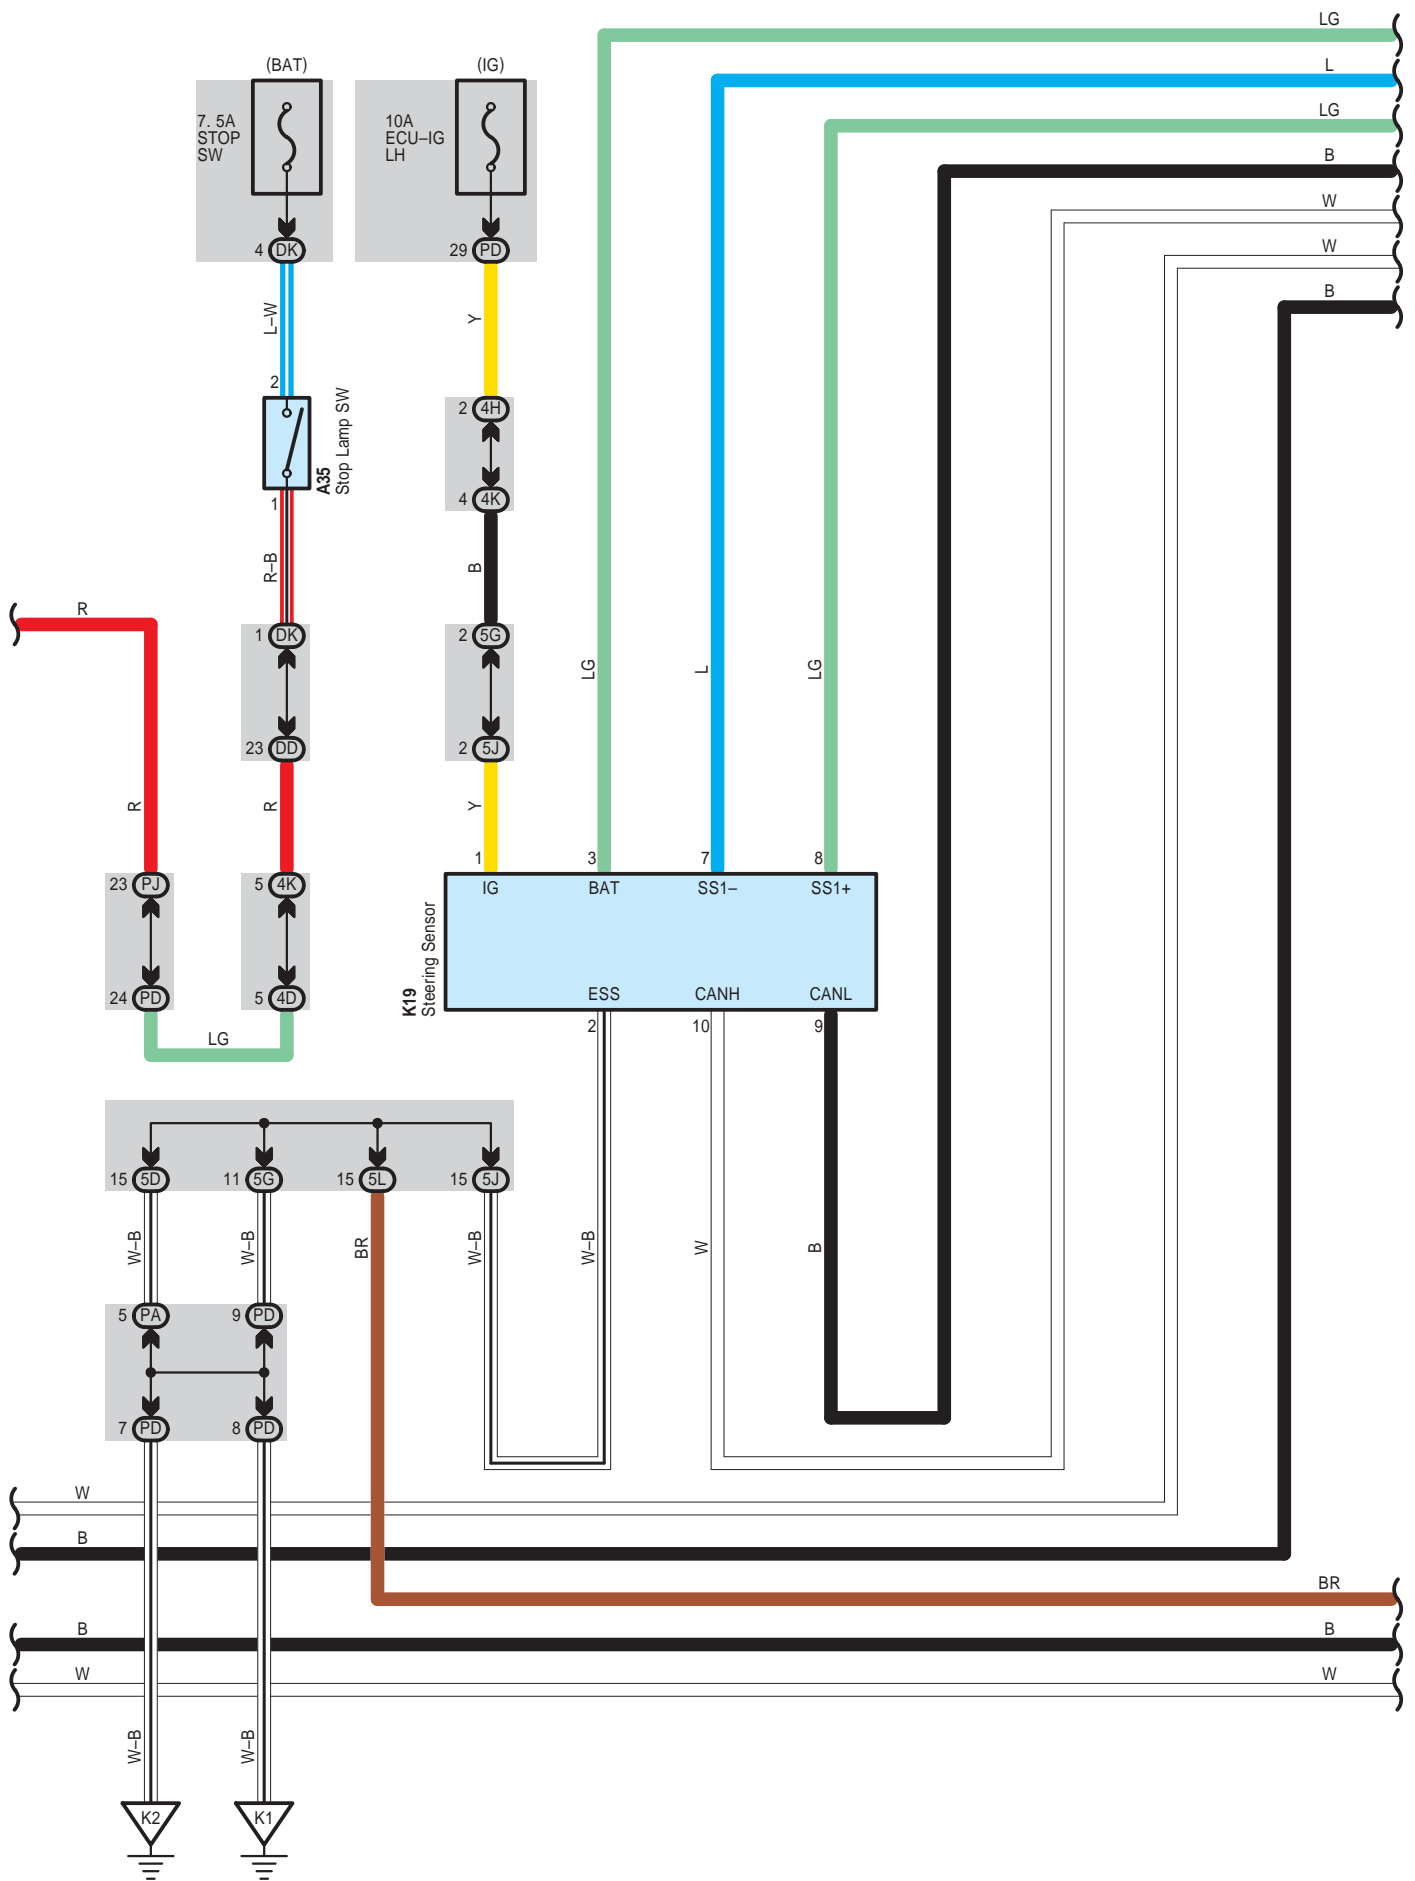 LG
L
LG
B
W
W
B
(BAT)
(IG)
7. 5A
STOP
SW
10A
ECU–IG
LH
4 DK
29 PD
L–W
Y
2
2 4H
A35
Stop Lamp SW
1
4 4K
R–B
B
R
1 DK
2 5G
LG
L
LG
23 DD
2 5J
R
R
Y
1
3
7
8
23 PJ
5 4K
IG
BAT
SS1–
SS1+
K19
Steering Sensor
24 PD
5 4D
ESS
CANH
CANL
2
10
9
LG
15 5D
11 5G
15 5L
15 5J
W–B
W–B
BR
W–B
W–B
W
B
5 PA
9 PD
7 PD
8 PD
W
B
BR
B
B
W
W
W–B
W–B
K2
K1